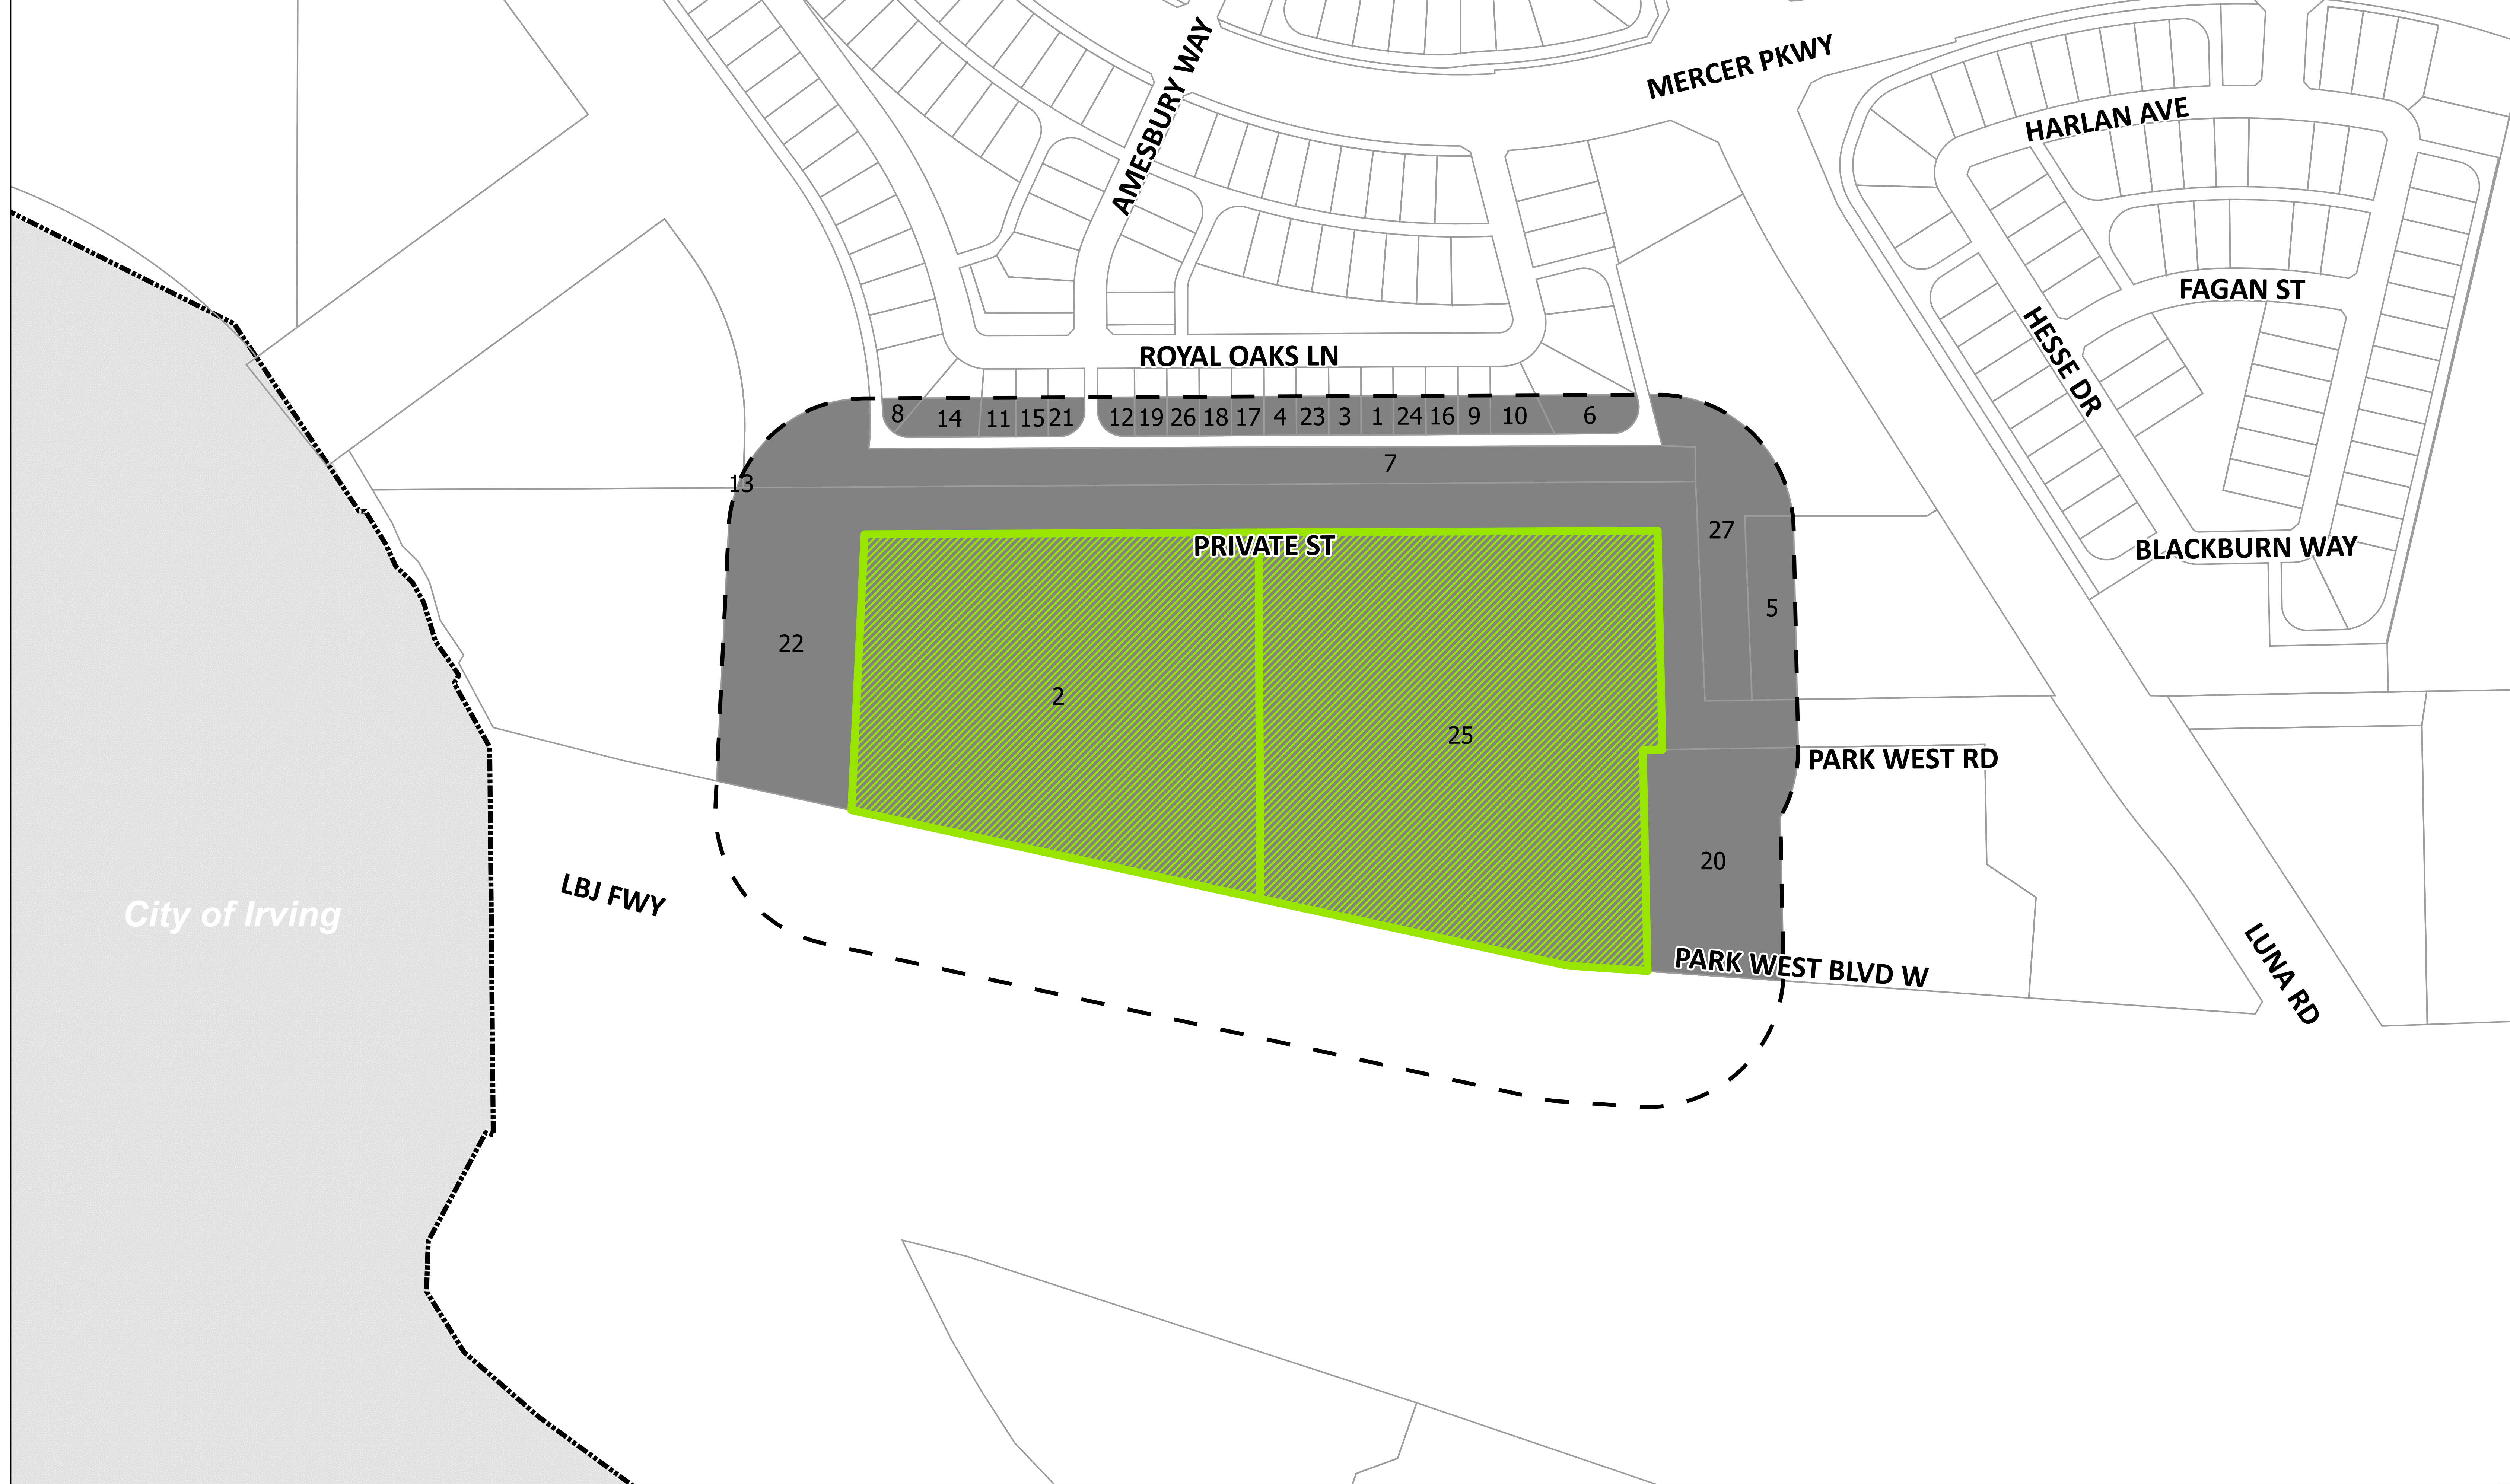 AMESBURY WAY
MERCER PKWY
HARLAN AVE
FAGAN ST
HESSE DR
ROYAL OAKS LN
8
14
11
15
21
12
19
26
18
17
4
23
3
1
24
16
9
10
6
7
13
27
PRIVATE ST
BLACKBURN WAY
5
22
2
25
PARK WEST RD
20
LBJ FWY
City of Irving
PARK WEST BLVD W
LUNA RD